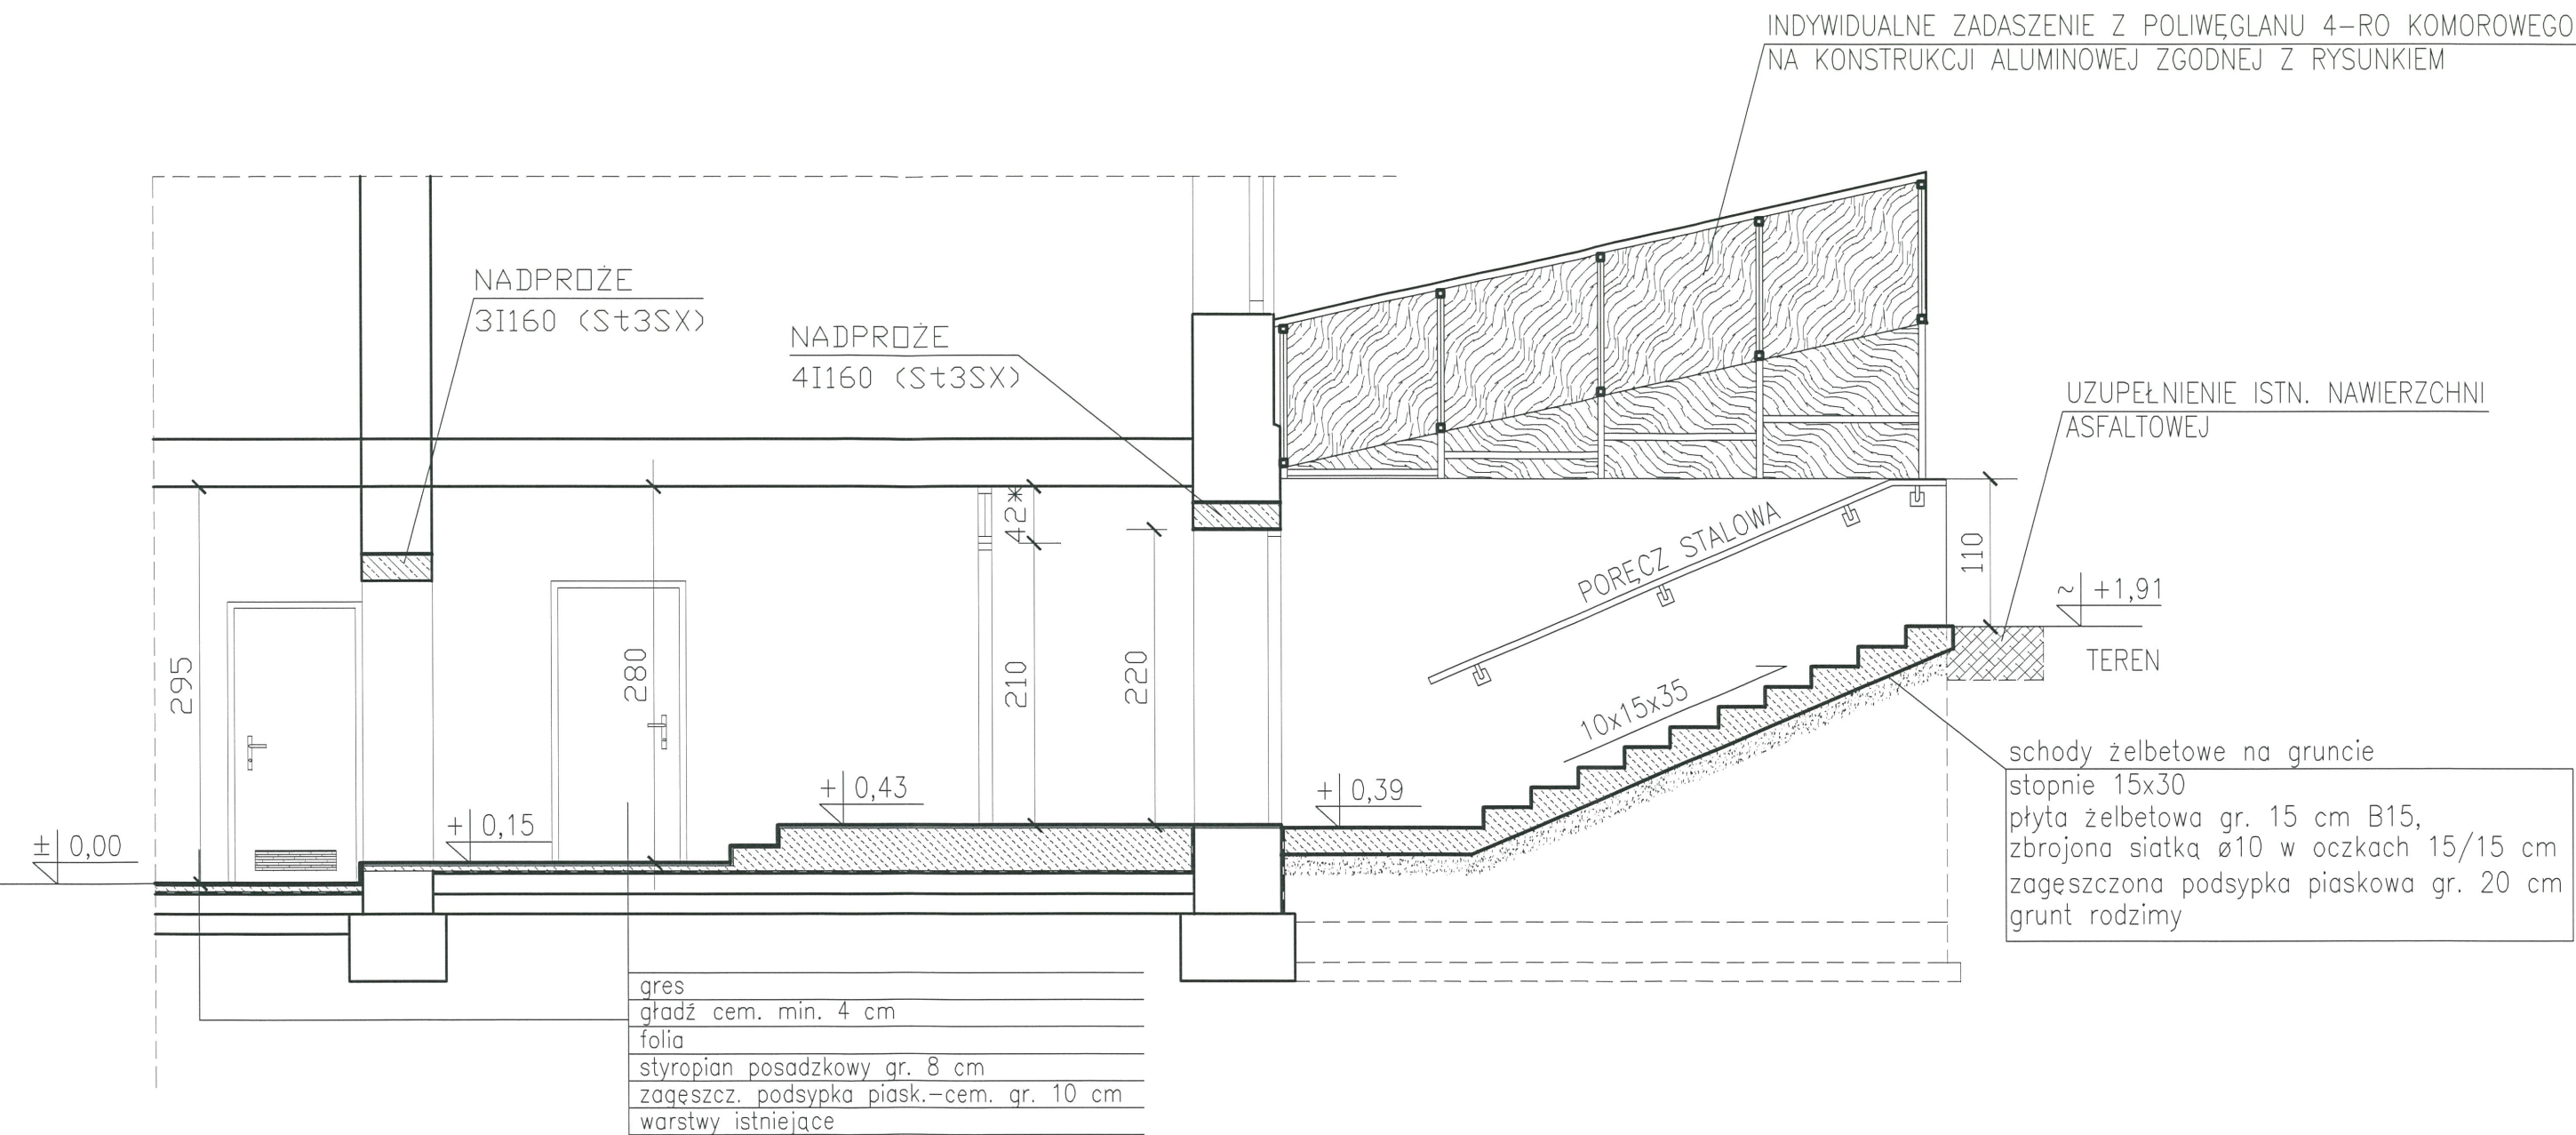 INDYWIDUALNE ZADASZENIE Z POLIWĘGLANU 4-RO KOMOROWEGO
NA KONSTRUKCJI ALUMINOWEJ ZGODNEJ Z RYSUNKIEM
NADPROŻE
3I160 (St3SX)
NADPROŻE
4I160 (St3SX)
UZUPEŁNIENIE ISTN. NAWIERZCHNI
ASFALTOWEJ
42*
PORĘCZ STALOWA
110
~ +1,91
TEREN
295
280
210
220
10x15x35
+ 0,43
+ 0,39
+ 0,15
± 0,00
schody żelbetowe na gruncie
stopnie 15x30
płyta żelbetowa gr. 15 cm B15,
zbrojona siatką ø10 w oczkach 15/15 cm
zagęszczona podsypka piaskowa gr. 20 cm
grunt rodzimy
gres
gładź cem. min. 4 cm
folia
styropian posadzkowy gr. 8 cm
zagęszcz. podsypka piask.-cem. gr. 10 cm
warstwy istniejące